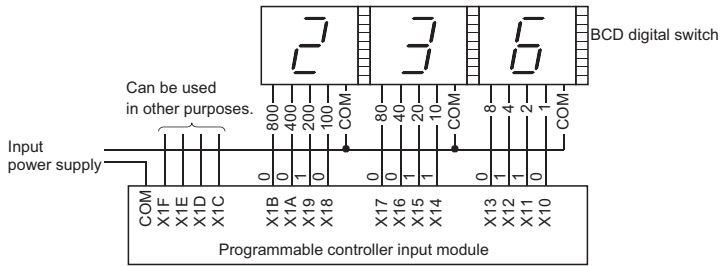 2 3 6
BCD digital switch
Can be used
in other purposes.
800 400 200 100 COM 80 40 20 10 COM 8 4 2 1 COM
Input
power supply
0 0 1 0 0 0 1 1 0 1 1 0
COM X1F X1E X1D X1C X1B X1A X19 X18 X17 X16 X15 X14 X13 X12 X11 X10
Programmable controller input module